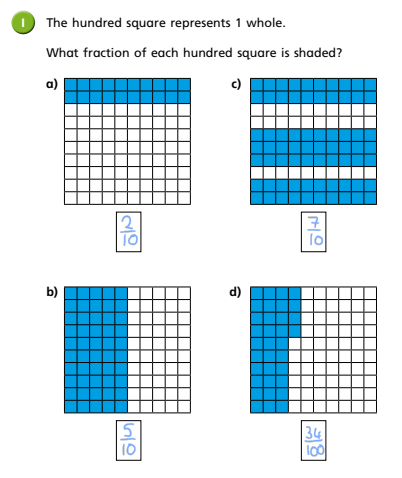 1 The hundred square represents 1 whole.
What fraction of each hundred square is shaded?
a)
2/10
c)
7/10
b)
5/10
d)
34/100